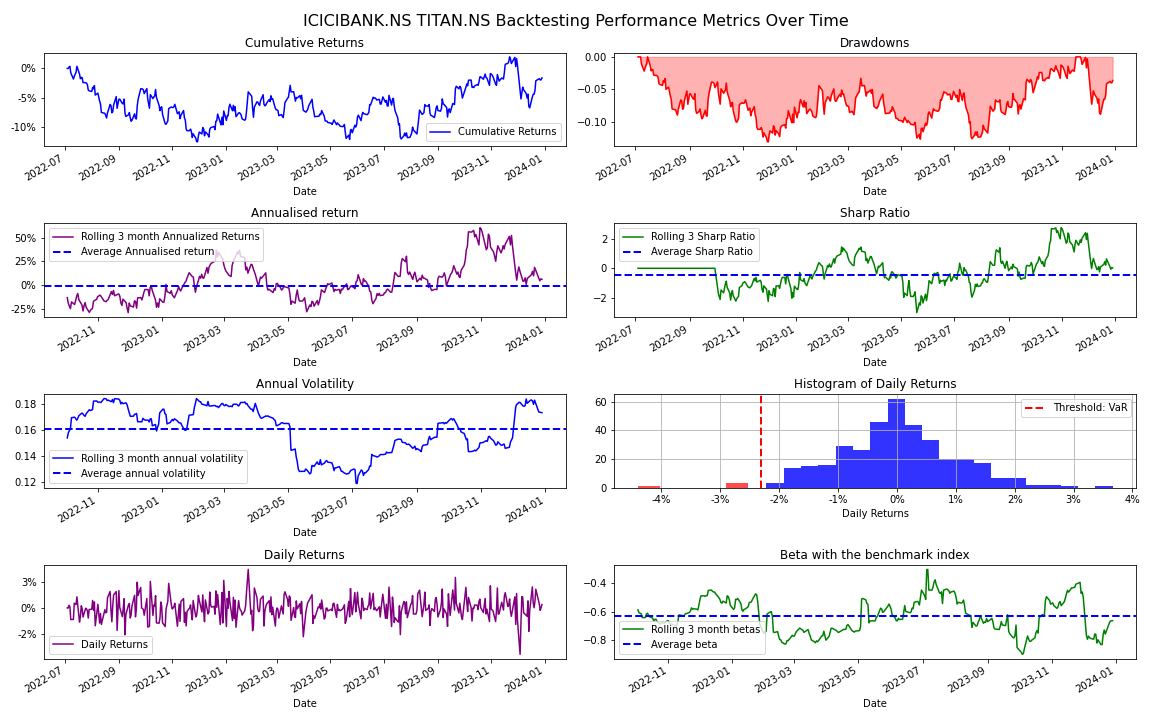 ICICIBANK.NS TITAN.NS Backtesting Performance Metrics Over Time
Cumulative Returns
0%
-5%
-10%
Cumulative Returns
2022-07 2022-09 2022-11 2023-01 2023-03 2023-05 2023-07 2023-09 2023-11 2024-01
Date
Drawdowns
0.00
−0.05
−0.10
2022-07 2022-09 2022-11 2023-01 2023-03 2023-05 2023-07 2023-09 2023-11 2024-01
Date
Annualised return
50%
25%
0%
-25%
Rolling 3 month Annualized Returns
Average Annualised return
2022-11 2023-01 2023-03 2023-05 2023-07 2023-09 2023-11 2024-01
Date
Sharp Ratio
2
0
−2
Rolling 3 Sharp Ratio
Average Sharp Ratio
2022-07 2022-09 2022-11 2023-01 2023-03 2023-05 2023-07 2023-09 2023-11 2024-01
Date
Annual Volatility
0.18
0.16
0.14
0.12
Rolling 3 month annual volatility
Average annual volatility
2022-11 2023-01 2023-03 2023-05 2023-07 2023-09 2023-11 2024-01
Date
Histogram of Daily Returns
60
40
20
0
Threshold: VaR
-4% -3% -2% -1% 0% 1% 2% 3% 4%
Daily Returns
Daily Returns
3%
0%
-2%
Daily Returns
2022-07 2022-09 2022-11 2023-01 2023-03 2023-05 2023-07 2023-09 2023-11 2024-01
Date
Beta with the benchmark index
−0.4
−0.6
−0.8
Rolling 3 month betas
Average beta
2022-11 2023-01 2023-03 2023-05 2023-07 2023-09 2023-11 2024-01
Date